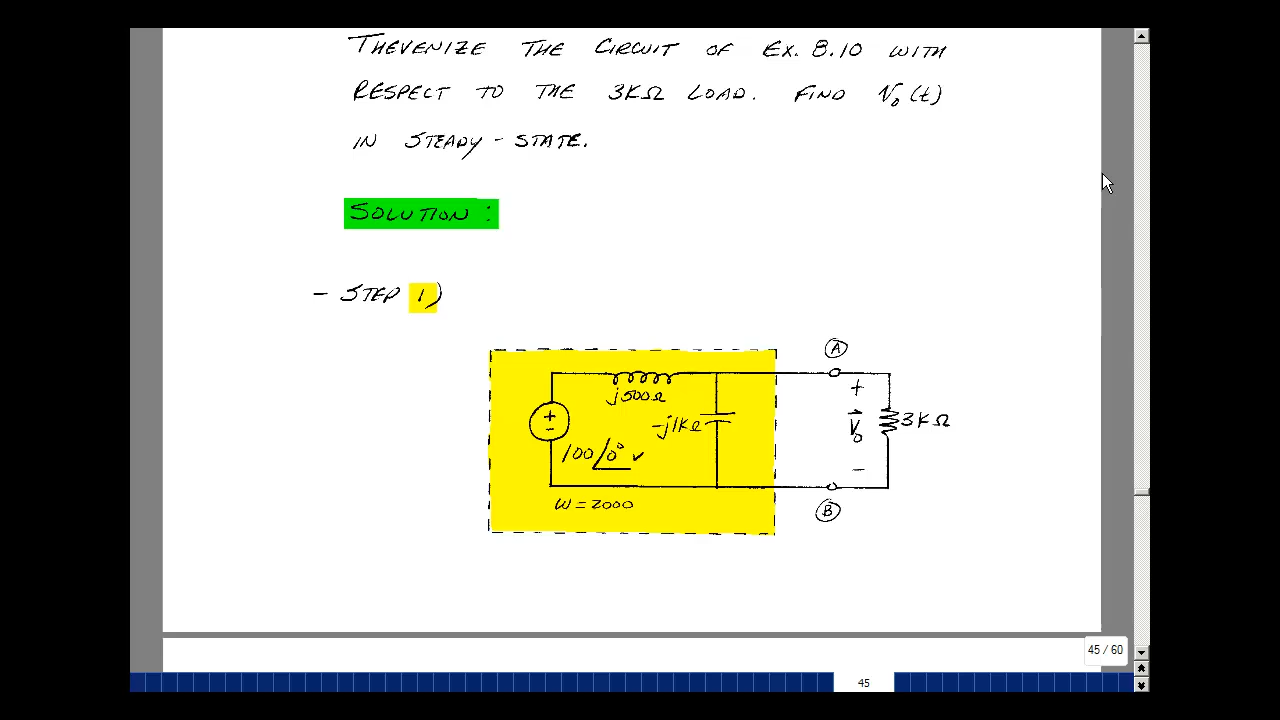 THEVENIZE THE CIRCUIT OF EX. 8.10 WITH
RESPECT TO THE 3KΩ LOAD. FIND V₀(t)
IN STEADY-STATE.
SOLUTION:
- STEP 1)
A
j500Ω
+
+
-
-j1kΩ
V₀
3KΩ
100/0° V
-
ω=2000
B
45 / 60
45